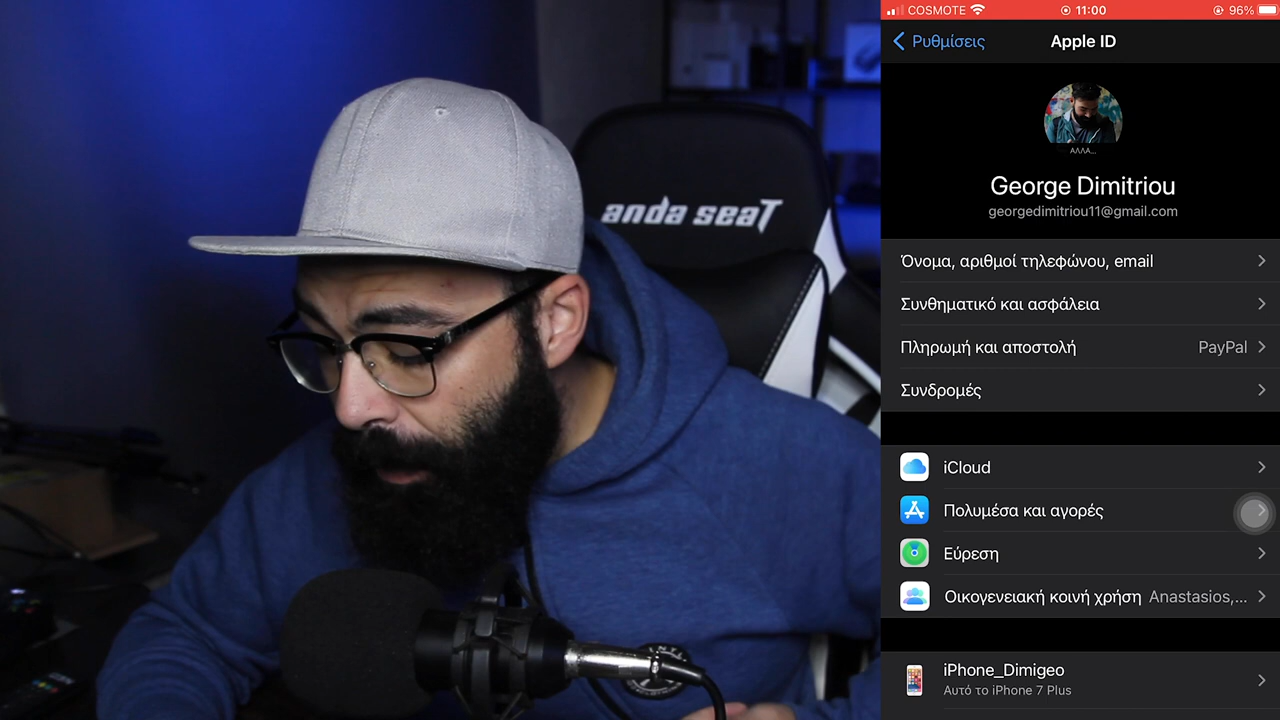 anda seaT
COSMOTE
11:00
96%
Ρυθμίσεις
Apple ID
ΑΛΛΑ...
George Dimitriou
georgedimitriou11@gmail.com
Όνομα, αριθμοί τηλεφώνου, email
Συνθηματικό και ασφάλεια
Πληρωμή και αποστολή PayPal
Συνδρομές
iCloud
Πολυμέσα και αγορές
Εύρεση
Οικογενειακή κοινή χρήση Anastasios,...
iPhone_Dimigeo
Αυτό το iPhone 7 Plus